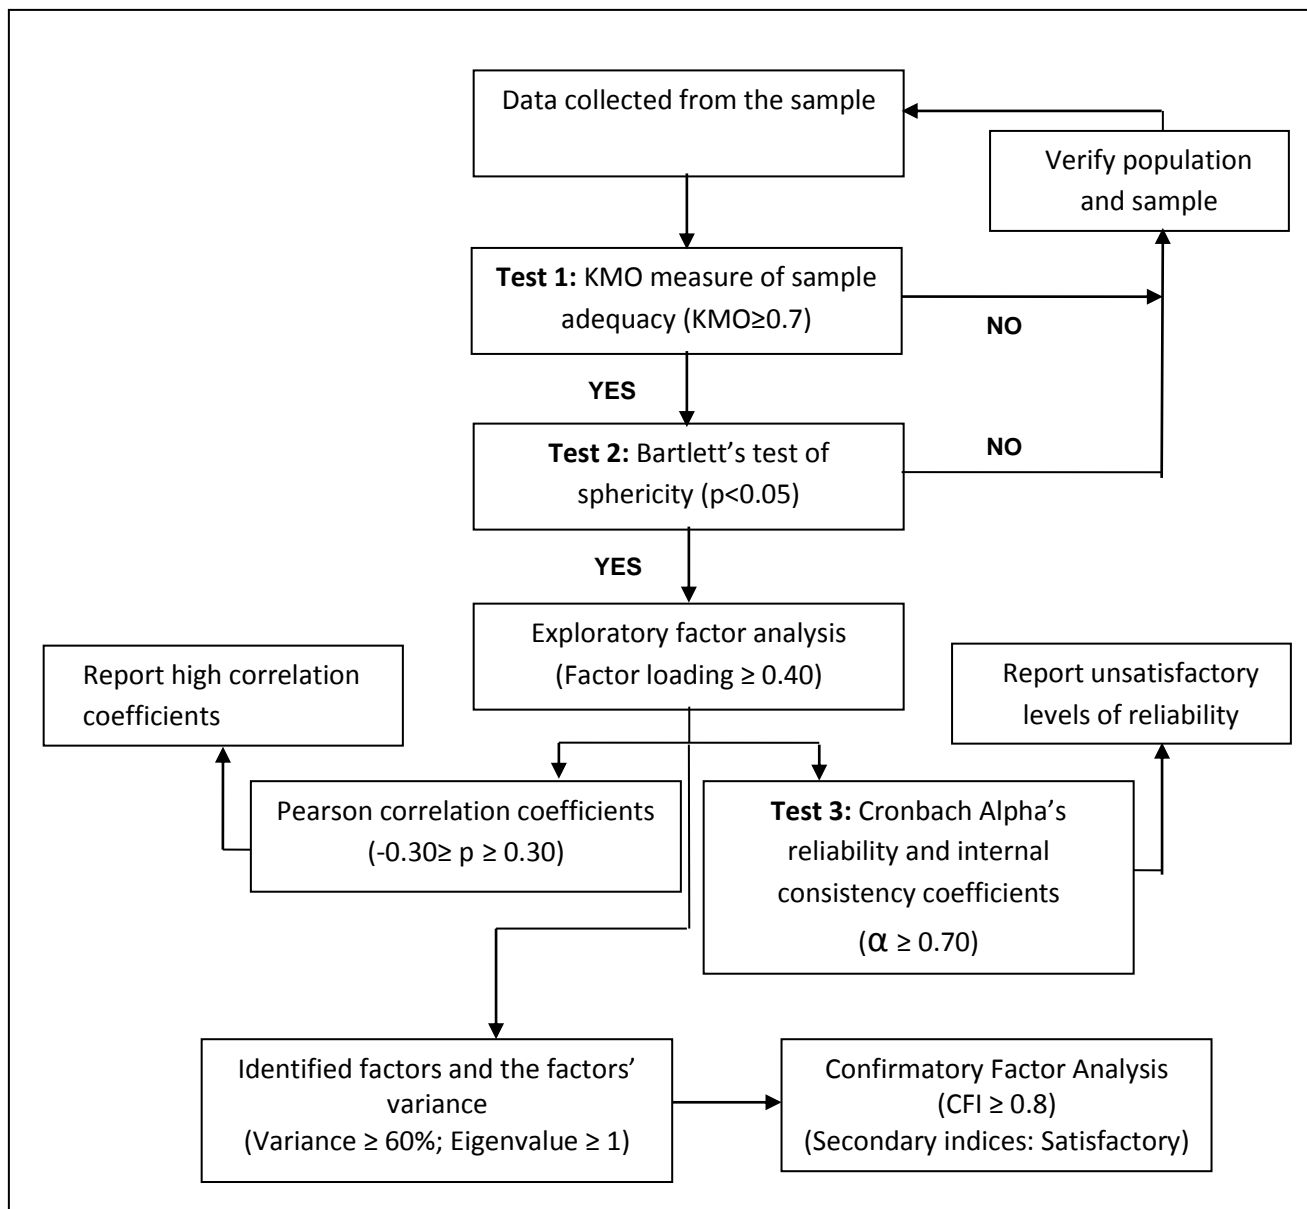 Data collected from the sample
Verify population
and sample
Test 1: KMO measure of sample
adequacy (KMO≥0.7)
NO
YES
Test 2: Bartlett’s test of
sphericity (p<0.05)
NO
YES
Exploratory factor analysis
(Factor loading ≥ 0.40)
Report high correlation
coefficients
Report unsatisfactory
levels of reliability
Pearson correlation coefficients
(-0.30≥ p ≥ 0.30)
Test 3: Cronbach Alpha’s
reliability and internal
consistency coefficients
(α ≥ 0.70)
Identified factors and the factors’
variance
(Variance ≥ 60%; Eigenvalue ≥ 1)
Confirmatory Factor Analysis
(CFI ≥ 0.8)
(Secondary indices: Satisfactory)